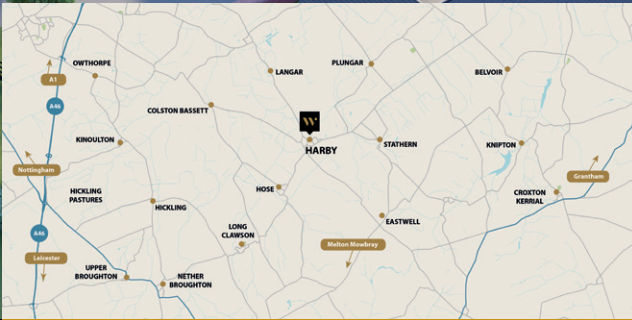 OWTHORPE
LANGAR
PLUNGAR
BELVOIR
A1
A46
COLSTON BASSETT
W
KINOULTON
HARBY
STATHERN
KNIPTON
Nottingham
Grantham
HICKLING
PASTURES
HOSE
CROXTON
KERRIAL
HICKLING
EASTWELL
LONG
CLAWSON
A46
Melton Mowbray
Leicester
UPPER
BROUGHTON
NETHER
BROUGHTON